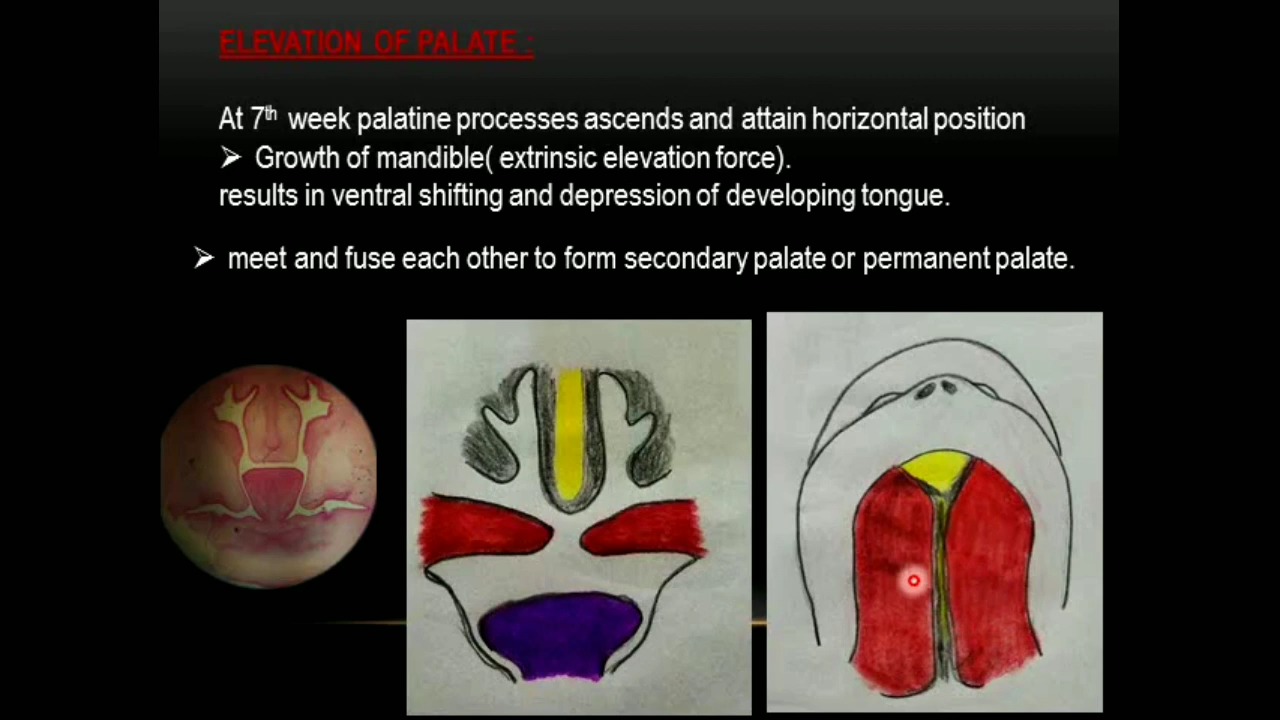 ELEVATION OF PALATE :
At 7th week palatine processes ascends and attain horizontal position
➢ Growth of mandible( extrinsic elevation force).
results in ventral shifting and depression of developing tongue.
➢ meet and fuse each other to form secondary palate or permanent palate.